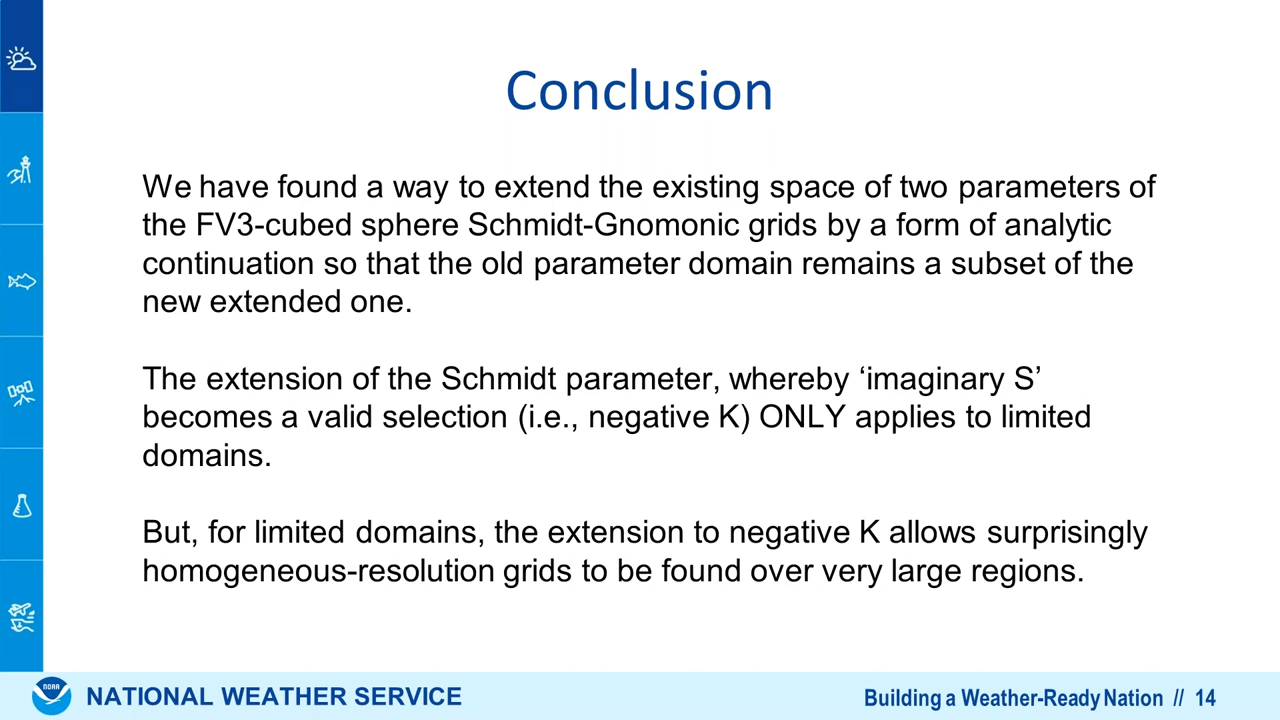 Conclusion
We have found a way to extend the existing space of two parameters of
the FV3-cubed sphere Schmidt-Gnomonic grids by a form of analytic
continuation so that the old parameter domain remains a subset of the
new extended one.
The extension of the Schmidt parameter, whereby ‘imaginary S’
becomes a valid selection (i.e., negative K) ONLY applies to limited
domains.
But, for limited domains, the extension to negative K allows surprisingly
homogeneous-resolution grids to be found over very large regions.
NOAA
NATIONAL WEATHER SERVICE
Building a Weather-Ready Nation // 14